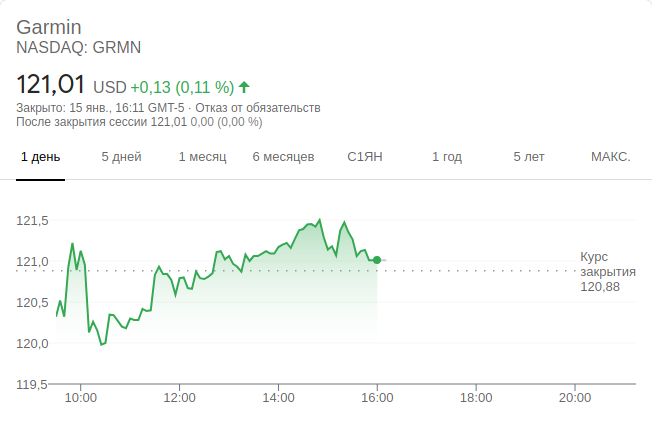 Garmin
NASDAQ: GRMN
121,01 USD +0,13 (0,11 %)
Закрыто: 15 янв., 16:11 GMT-5 · Отказ от обязательств
После закрытия сессии 121,01 0,00 (0,00 %)
1 день 5 дней 1 месяц 6 месяцев С1ЯН 1 год 5 лет МАКС.
121,5
121,0
120,5
120,0
119,5
Курс
закрытия
120,88
10:00 12:00 14:00 16:00 18:00 20:00